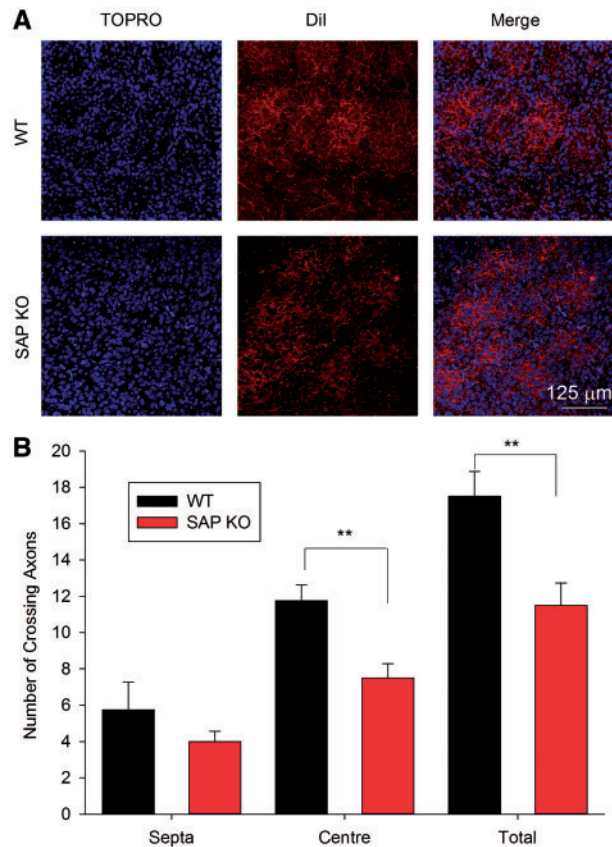 A
TOPRO DiI Merge
WT
SAP KO
125 μm
B
20
18
16
14
12
10
8
6
4
2
0
Number of Crossing Axons
WT
SAP KO
**
**
Septa Centre Total